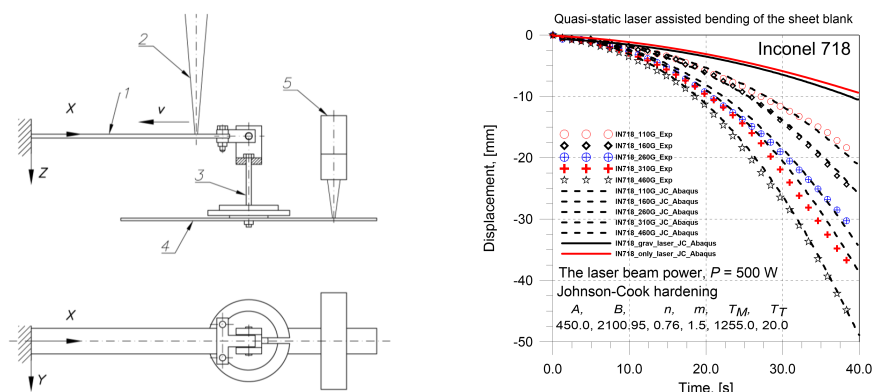 2
1
X
v
5
Z
3
4
X
Y
Quasi-static laser assisted bending of the sheet blank
Inconel 718
0
-10
-20
-30
-40
-50
Displacement, [mm]
IN718_110G_Exp
IN718_160G_Exp
IN718_260G_Exp
IN718_310G_Exp
IN718_460G_Exp
IN718_110G_JC_Abaqus
IN718_160G_JC_Abaqus
IN718_260G_JC_Abaqus
IN718_310G_JC_Abaqus
IN718_460G_JC_Abaqus
IN718_grav_laser_JC_Abaqus
IN718_only_laser_JC_Abaqus
The laser beam power, P = 500 W
Johnson-Cook hardening
A, B, n, m, TM, TT
450.0, 2100.95, 0.76, 1.5, 1255.0, 20.0
0.0 10.0 20.0 30.0 40.0
Time, [s]